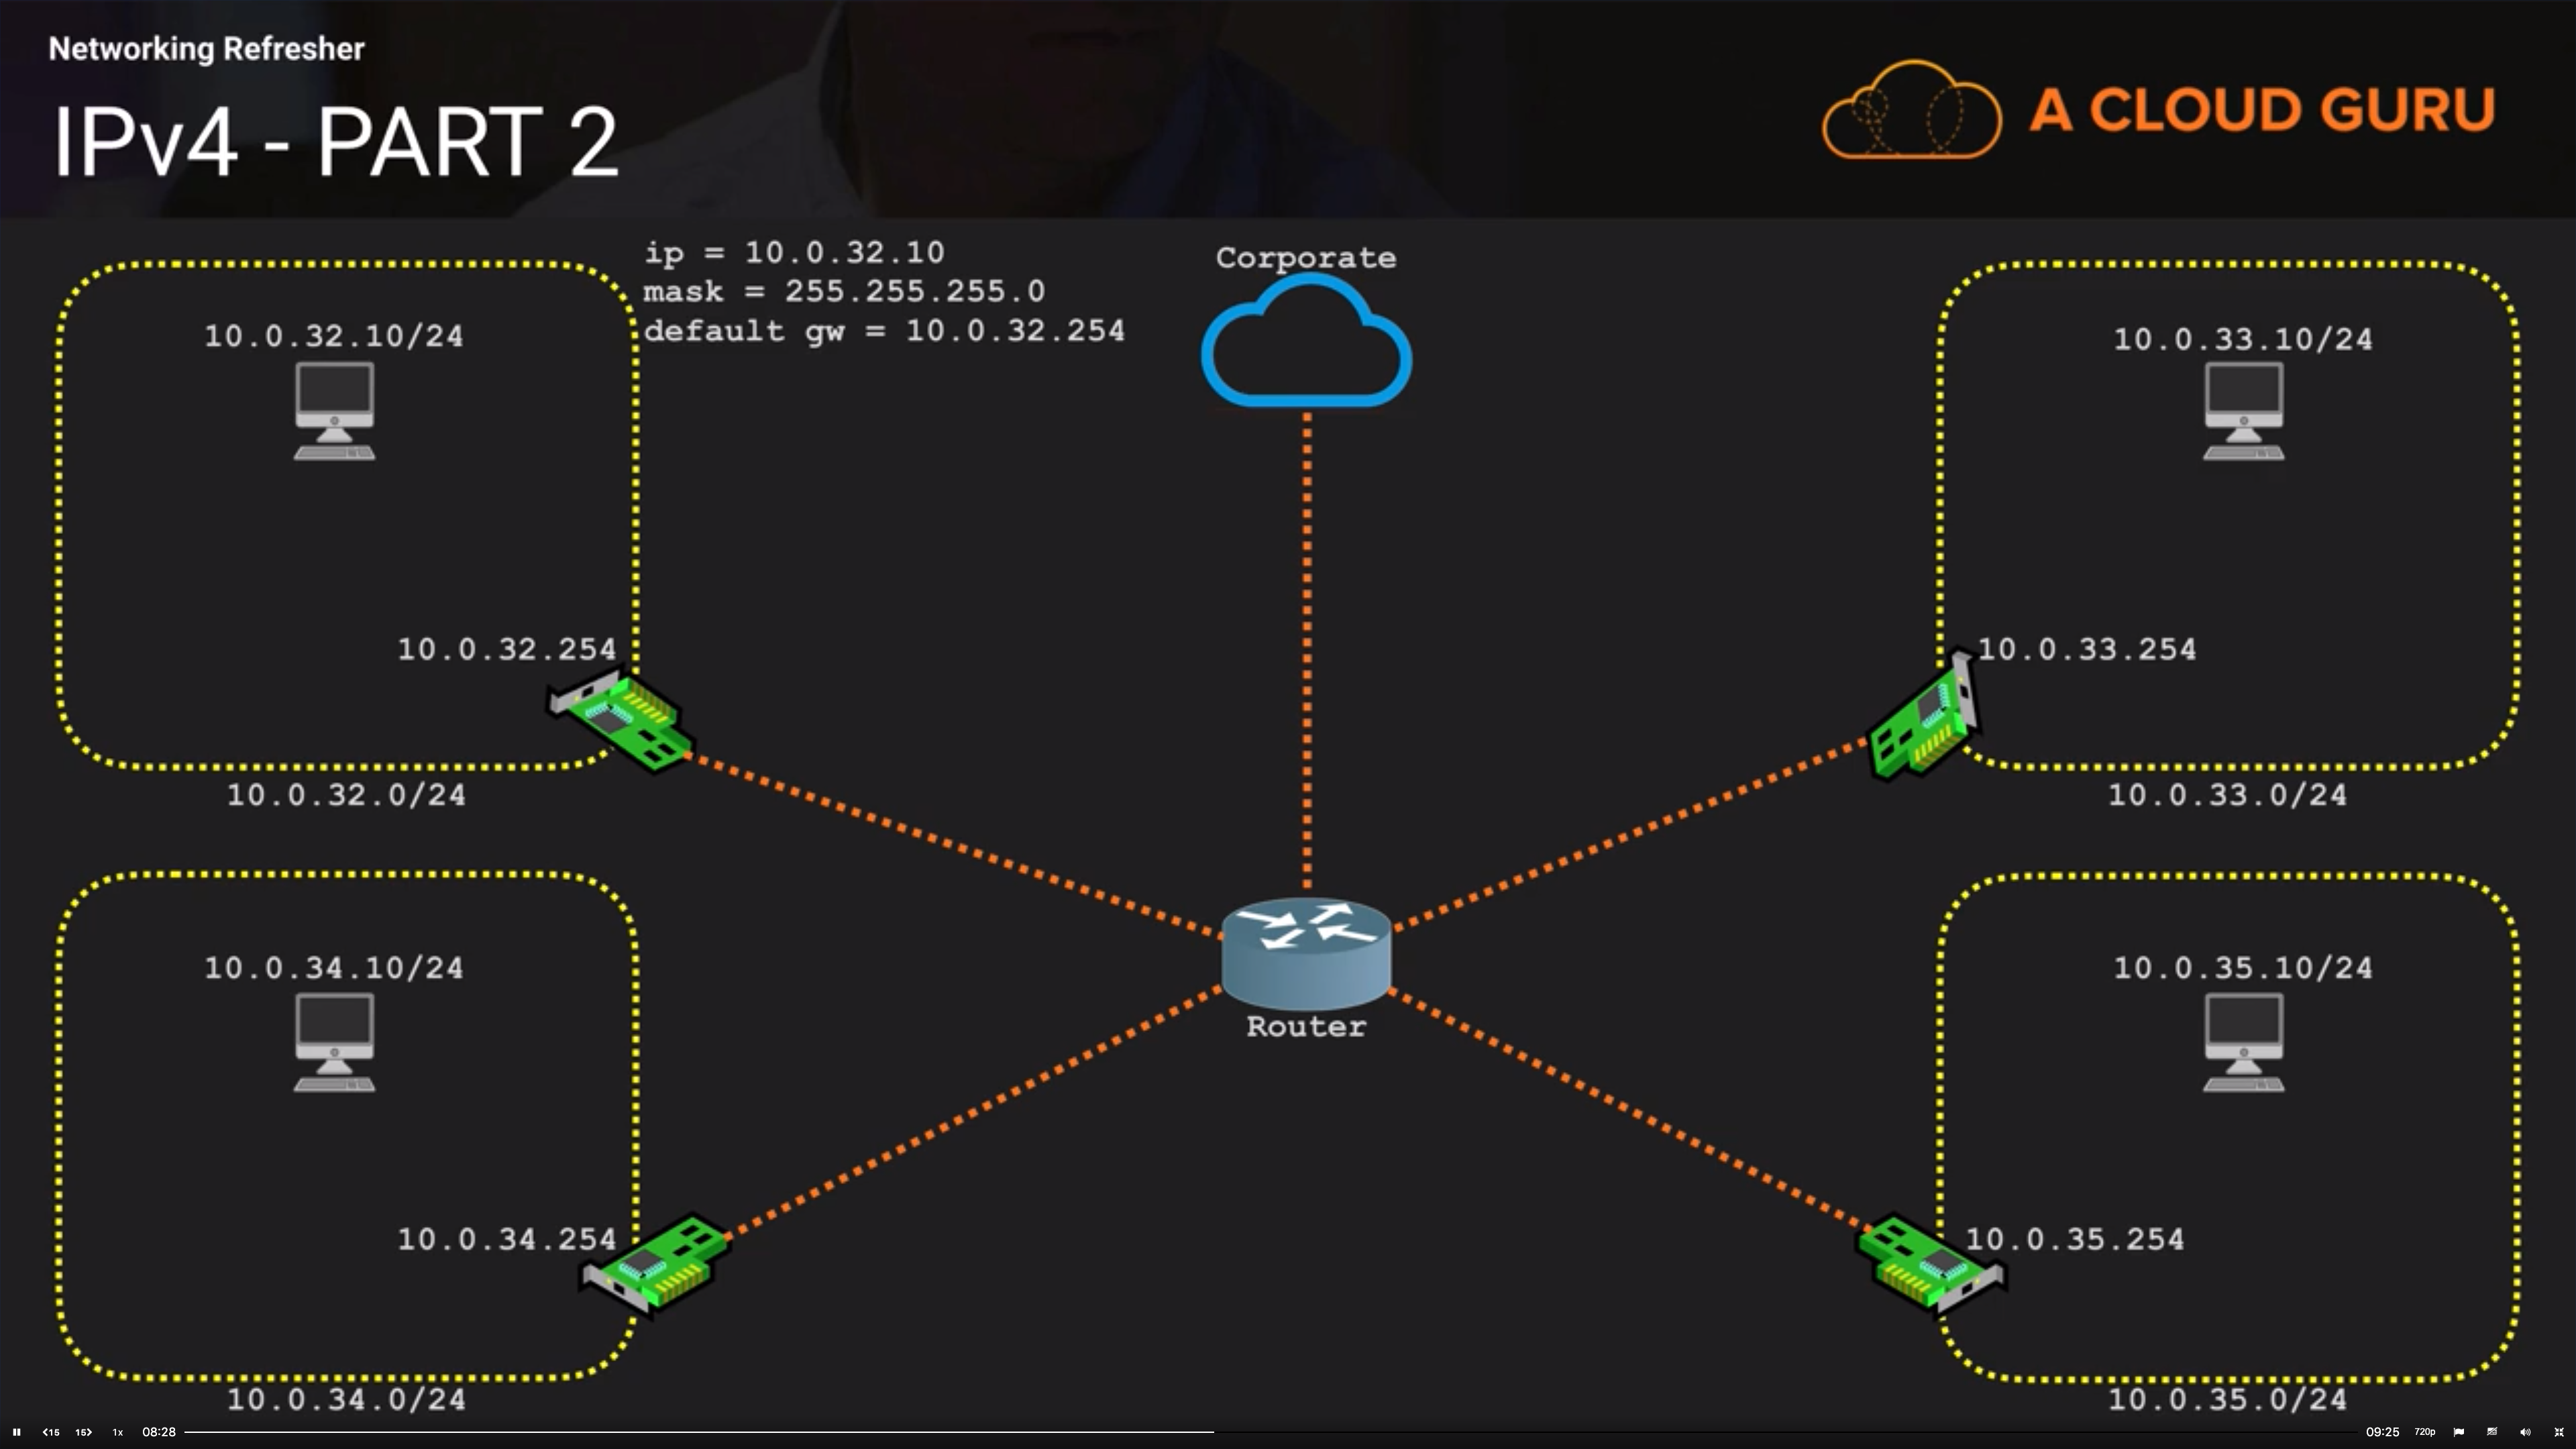 Networking Refresher
IPv4 - PART 2
A CLOUD GURU
ip = 10.0.32.10
mask = 255.255.255.0
default gw = 10.0.32.254
Corporate
10.0.32.10/24
10.0.33.10/24
10.0.32.254
10.0.33.254
10.0.32.0/24
10.0.33.0/24
10.0.34.10/24
10.0.35.10/24
Router
10.0.34.254
10.0.35.254
10.0.34.0/24
10.0.35.0/24
15 15 1x 08:28 09:25 720p